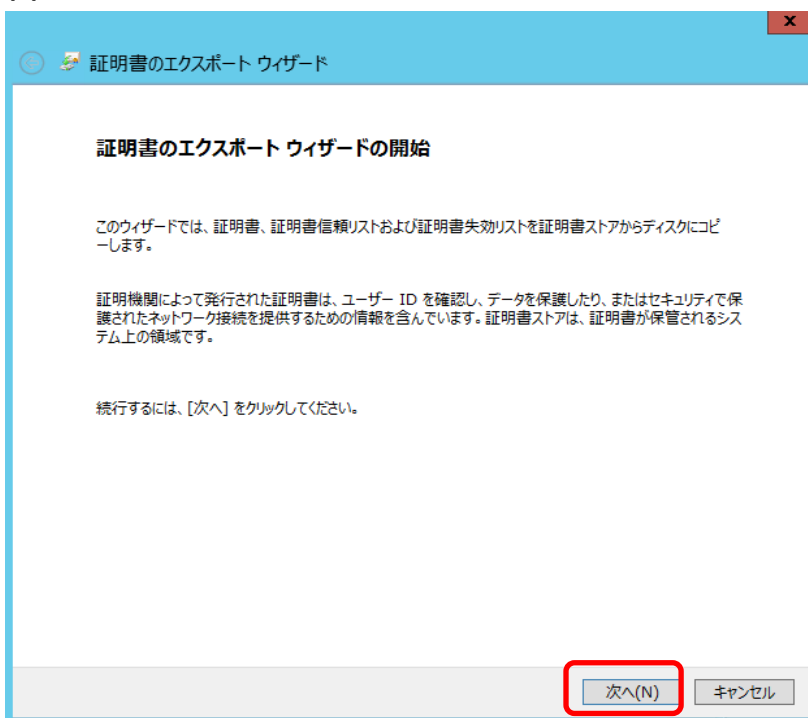 x
証明書のエクスポート ウィザード
証明書のエクスポート ウィザードの開始
このウィザードでは、証明書、証明書信頼リストおよび証明書失効リストを証明書ストアからディスクにコピ
ーします。
証明機関によって発行された証明書は、ユーザー ID を確認し、データを保護したり、またはセキュリティで保
護されたネットワーク接続を提供するための情報を含んでいます。証明書ストアは、証明書が保管されるシス
テム上の領域です。
続行するには、[次へ] をクリックしてください。
次へ(N)
キャンセル